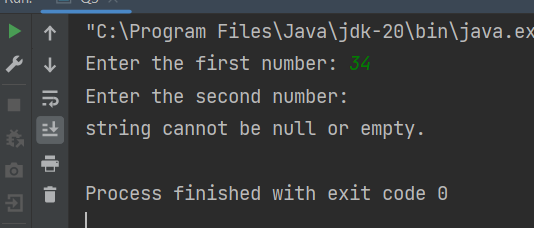 Run:
"C:\Program Files\Java\jdk-20\bin\java.ex
Enter the first number: 34
Enter the second number:
string cannot be null or empty.
Process finished with exit code 0